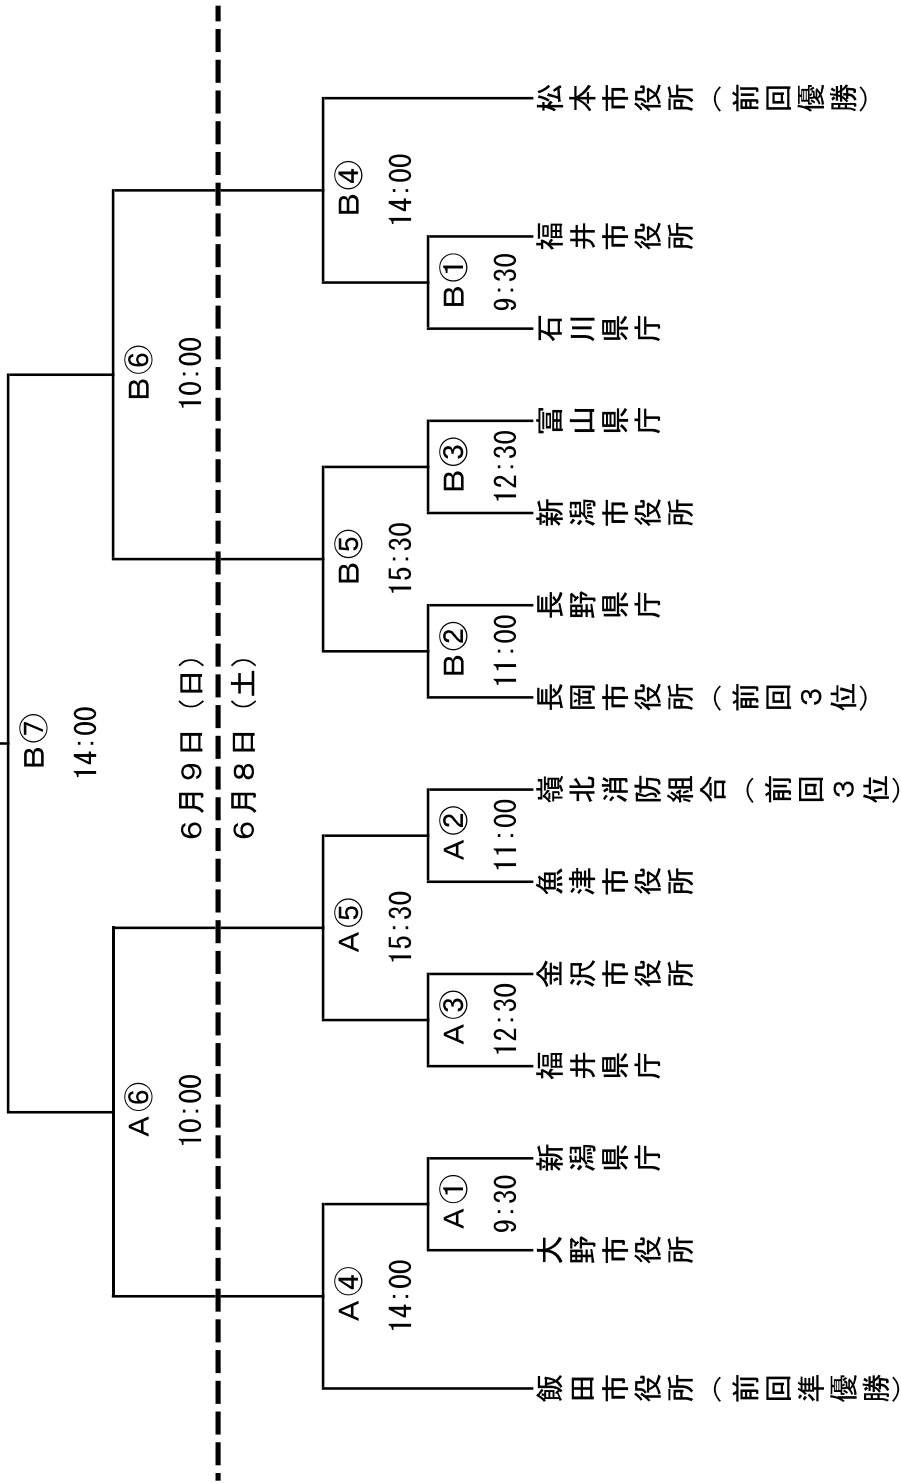 松本市役所（前回優勝）
福井市役所
石川県庁
富山県庁
新潟市役所
長野県庁
長岡市役所（前回３位）
嶺北消防組合（前回３位）
魚津市役所
金沢市役所
福井県庁
新潟県庁
大野市役所
飯田市役所（前回準優勝）
B①
9:30
B③
12:30
B②
11:00
A②
11:00
A③
12:30
A①
9:30
B④
14:00
B⑤
15:30
A⑤
15:30
A④
14:00
６月８日（土）
６月９日（日）
B⑥
10:00
A⑥
10:00
B⑦
14:00